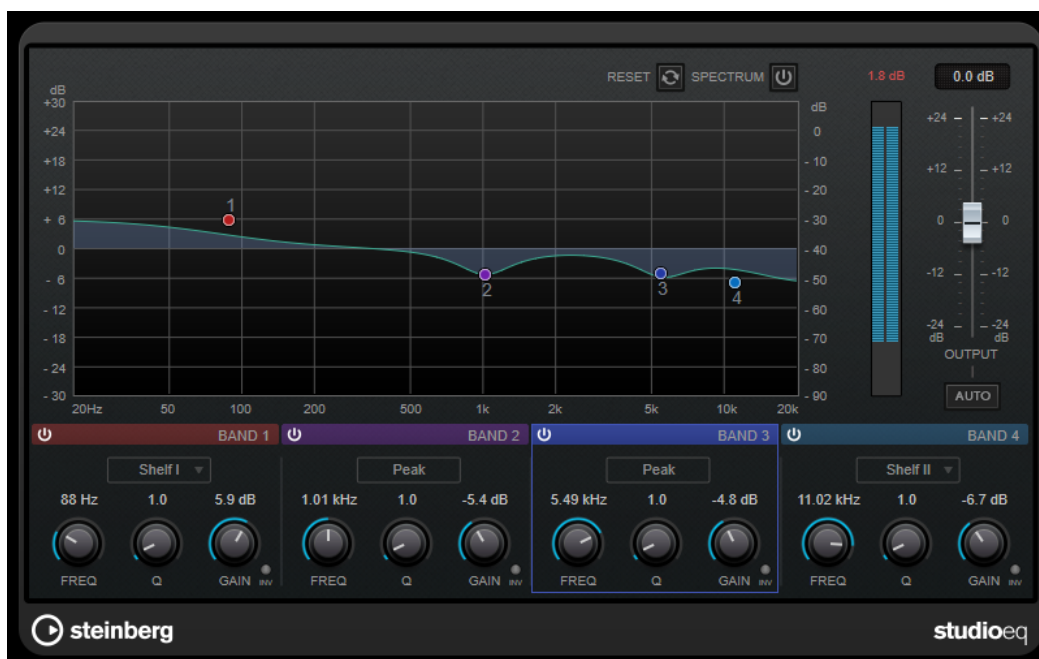 RESET SPECTRUM 1.8 dB 0.0 dB
dB
+30
+24
+18
+12
+ 6
0
- 6
- 12
- 18
- 24
- 30
1
2
3
4
dB
0
- 10
- 20
- 30
- 40
- 50
- 60
- 70
- 80
- 90
20Hz 50 100 200 500 1k 2k 5k 10k 20k
+24 +24
+12 +12
0 0
-12 -12
-24 -24
dB dB
OUTPUT
AUTO
BAND 1 BAND 2 BAND 3 BAND 4
Shelf I Peak Peak Shelf II
88 Hz 1.0 5.9 dB 1.01 kHz 1.0 -5.4 dB 5.49 kHz 1.0 -4.8 dB 11.02 kHz 1.0 -6.7 dB
FREQ Q GAIN INV FREQ Q GAIN INV FREQ Q GAIN INV FREQ Q GAIN INV
steinberg studioeq